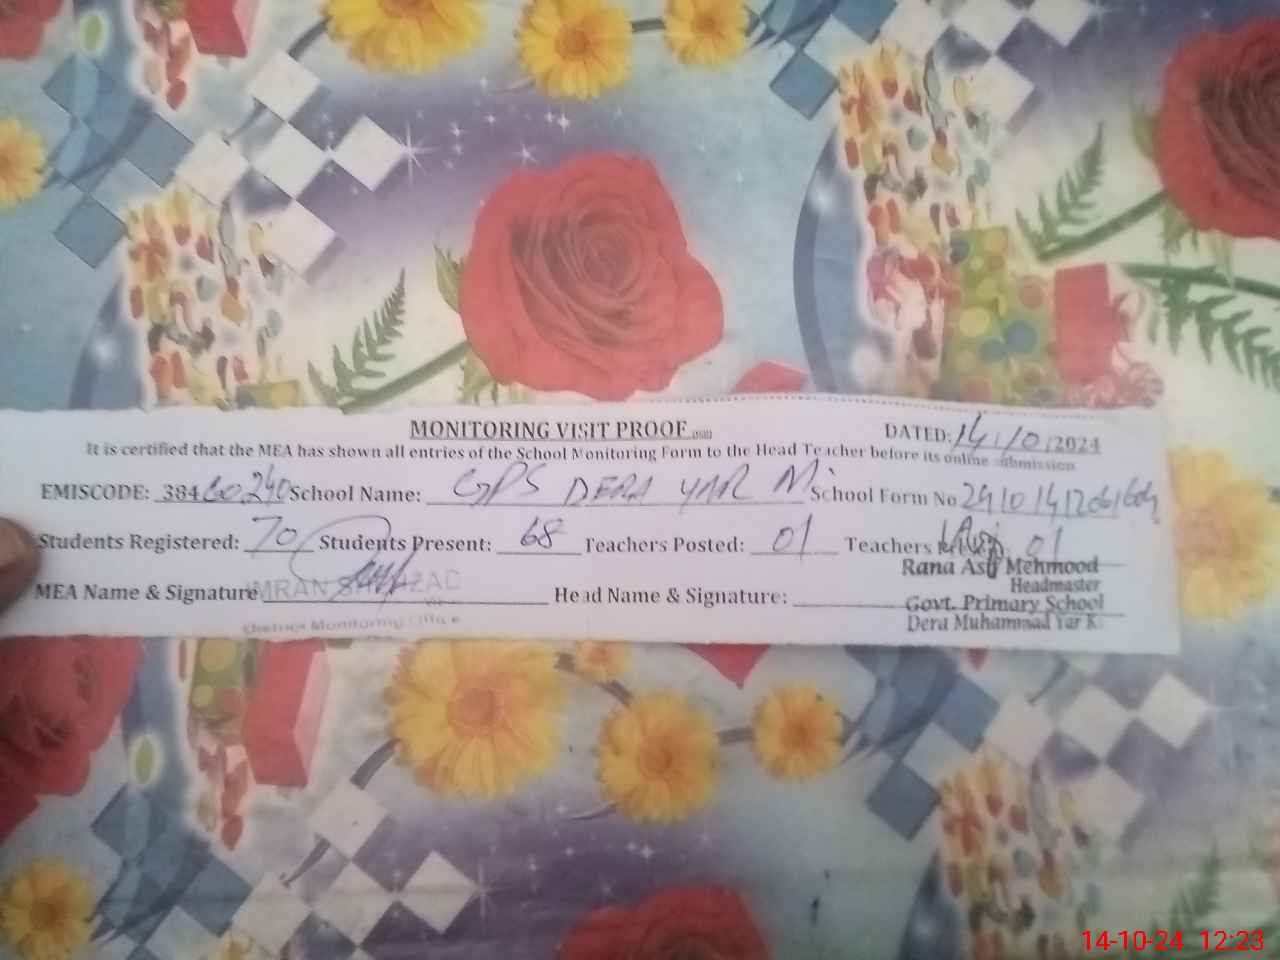 MONITORING VISIT PROOF
DATED: 14/10/2024
It is certified that the MEA has shown all entries of the School Monitoring Form to the Head Teacher before its online submission
EMISCODE: 38460240 School Name: GPS DERA YAR M. School Form No
Students Registered: 70 Students Present: 68 Teachers Posted: 01 Teachers 01
MEA Name & Signature IMRAN SHAHZAD Head Name & Signature:
District Monitoring Office
Rana Asif Mehmood
Headmaster
Govt. Primary School
Dera Muhammad Yar K
14-10-24 12:23